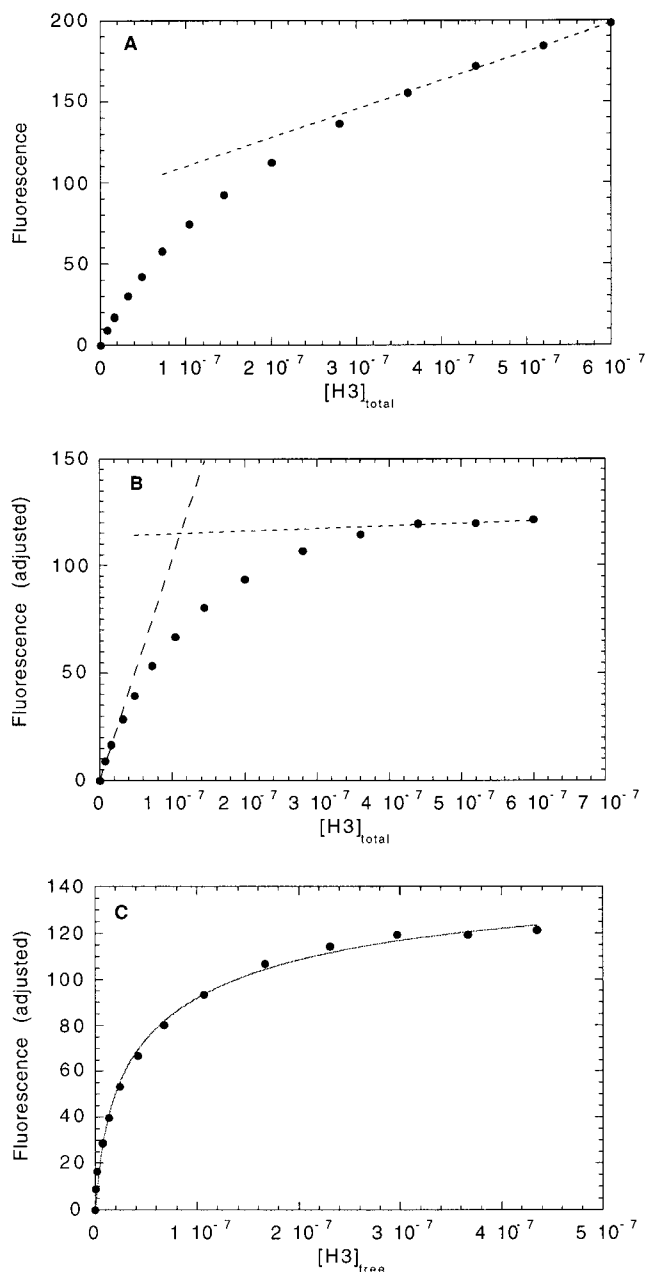 A
200
150
100
50
0
Fluorescence
0 1 10⁻⁷ 2 10⁻⁷ 3 10⁻⁷ 4 10⁻⁷ 5 10⁻⁷ 6 10⁻⁷
[H3]total
B
150
100
50
0
Fluorescence (adjusted)
0 1 10⁻⁷ 2 10⁻⁷ 3 10⁻⁷ 4 10⁻⁷ 5 10⁻⁷ 6 10⁻⁷ 7 10⁻⁷
[H3]total
C
140
120
100
80
60
40
20
0
Fluorescence (adjusted)
0 1 10⁻⁷ 2 10⁻⁷ 3 10⁻⁷ 4 10⁻⁷ 5 10⁻⁷
[H3]free